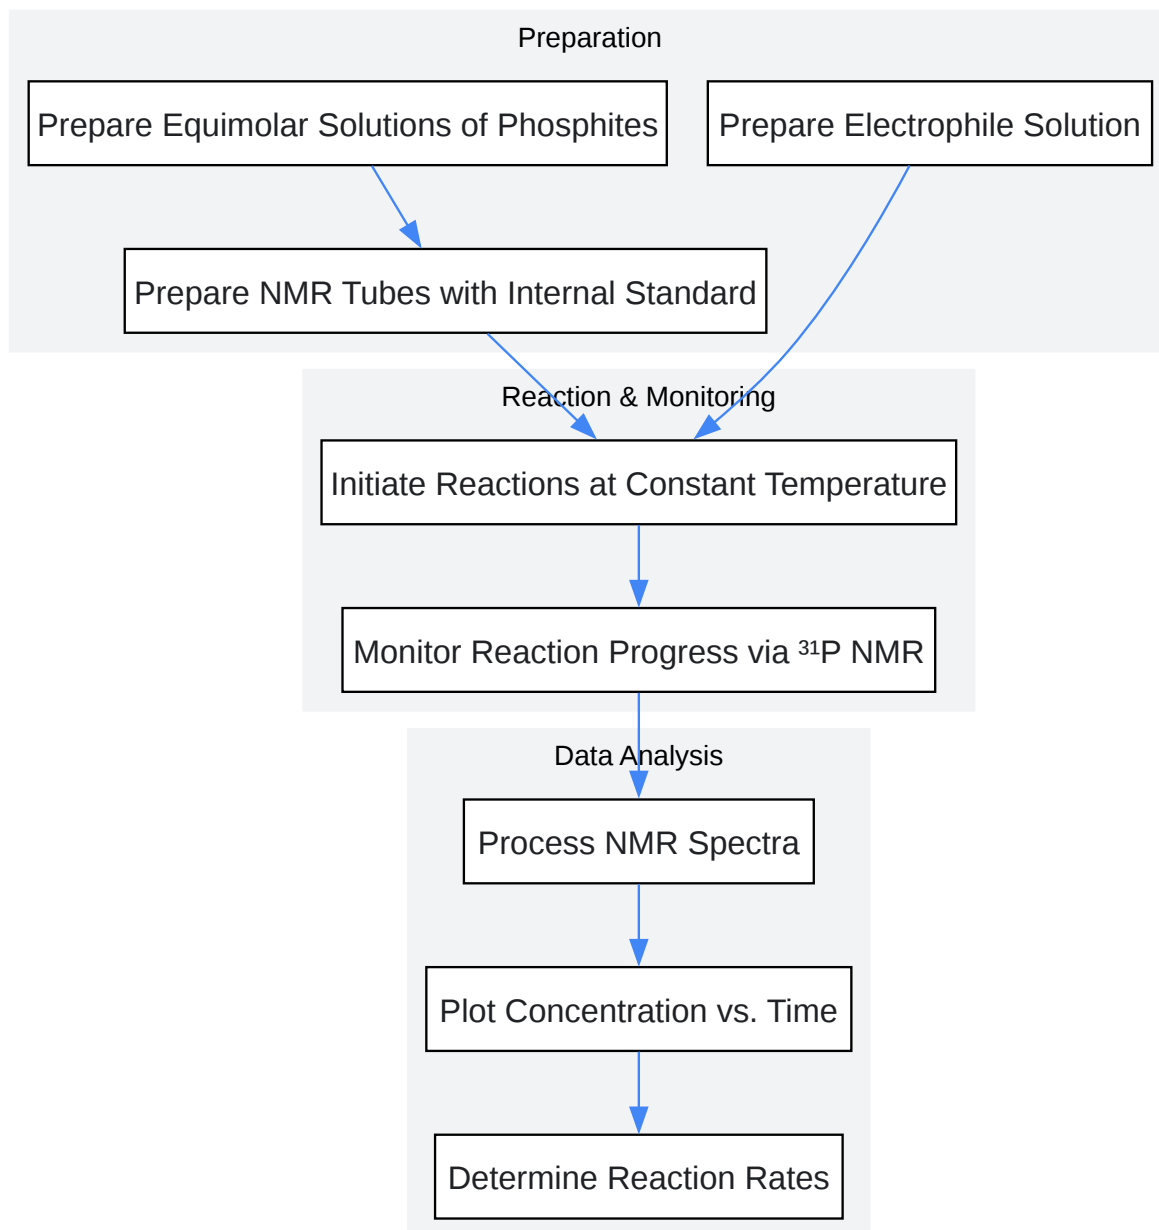 Preparation
Prepare Equimolar Solutions of Phosphites
Prepare Electrophile Solution
Prepare NMR Tubes with Internal Standard
Reaction & Monitoring
Initiate Reactions at Constant Temperature
Monitor Reaction Progress via ³¹P NMR
Data Analysis
Process NMR Spectra
Plot Concentration vs. Time
Determine Reaction Rates